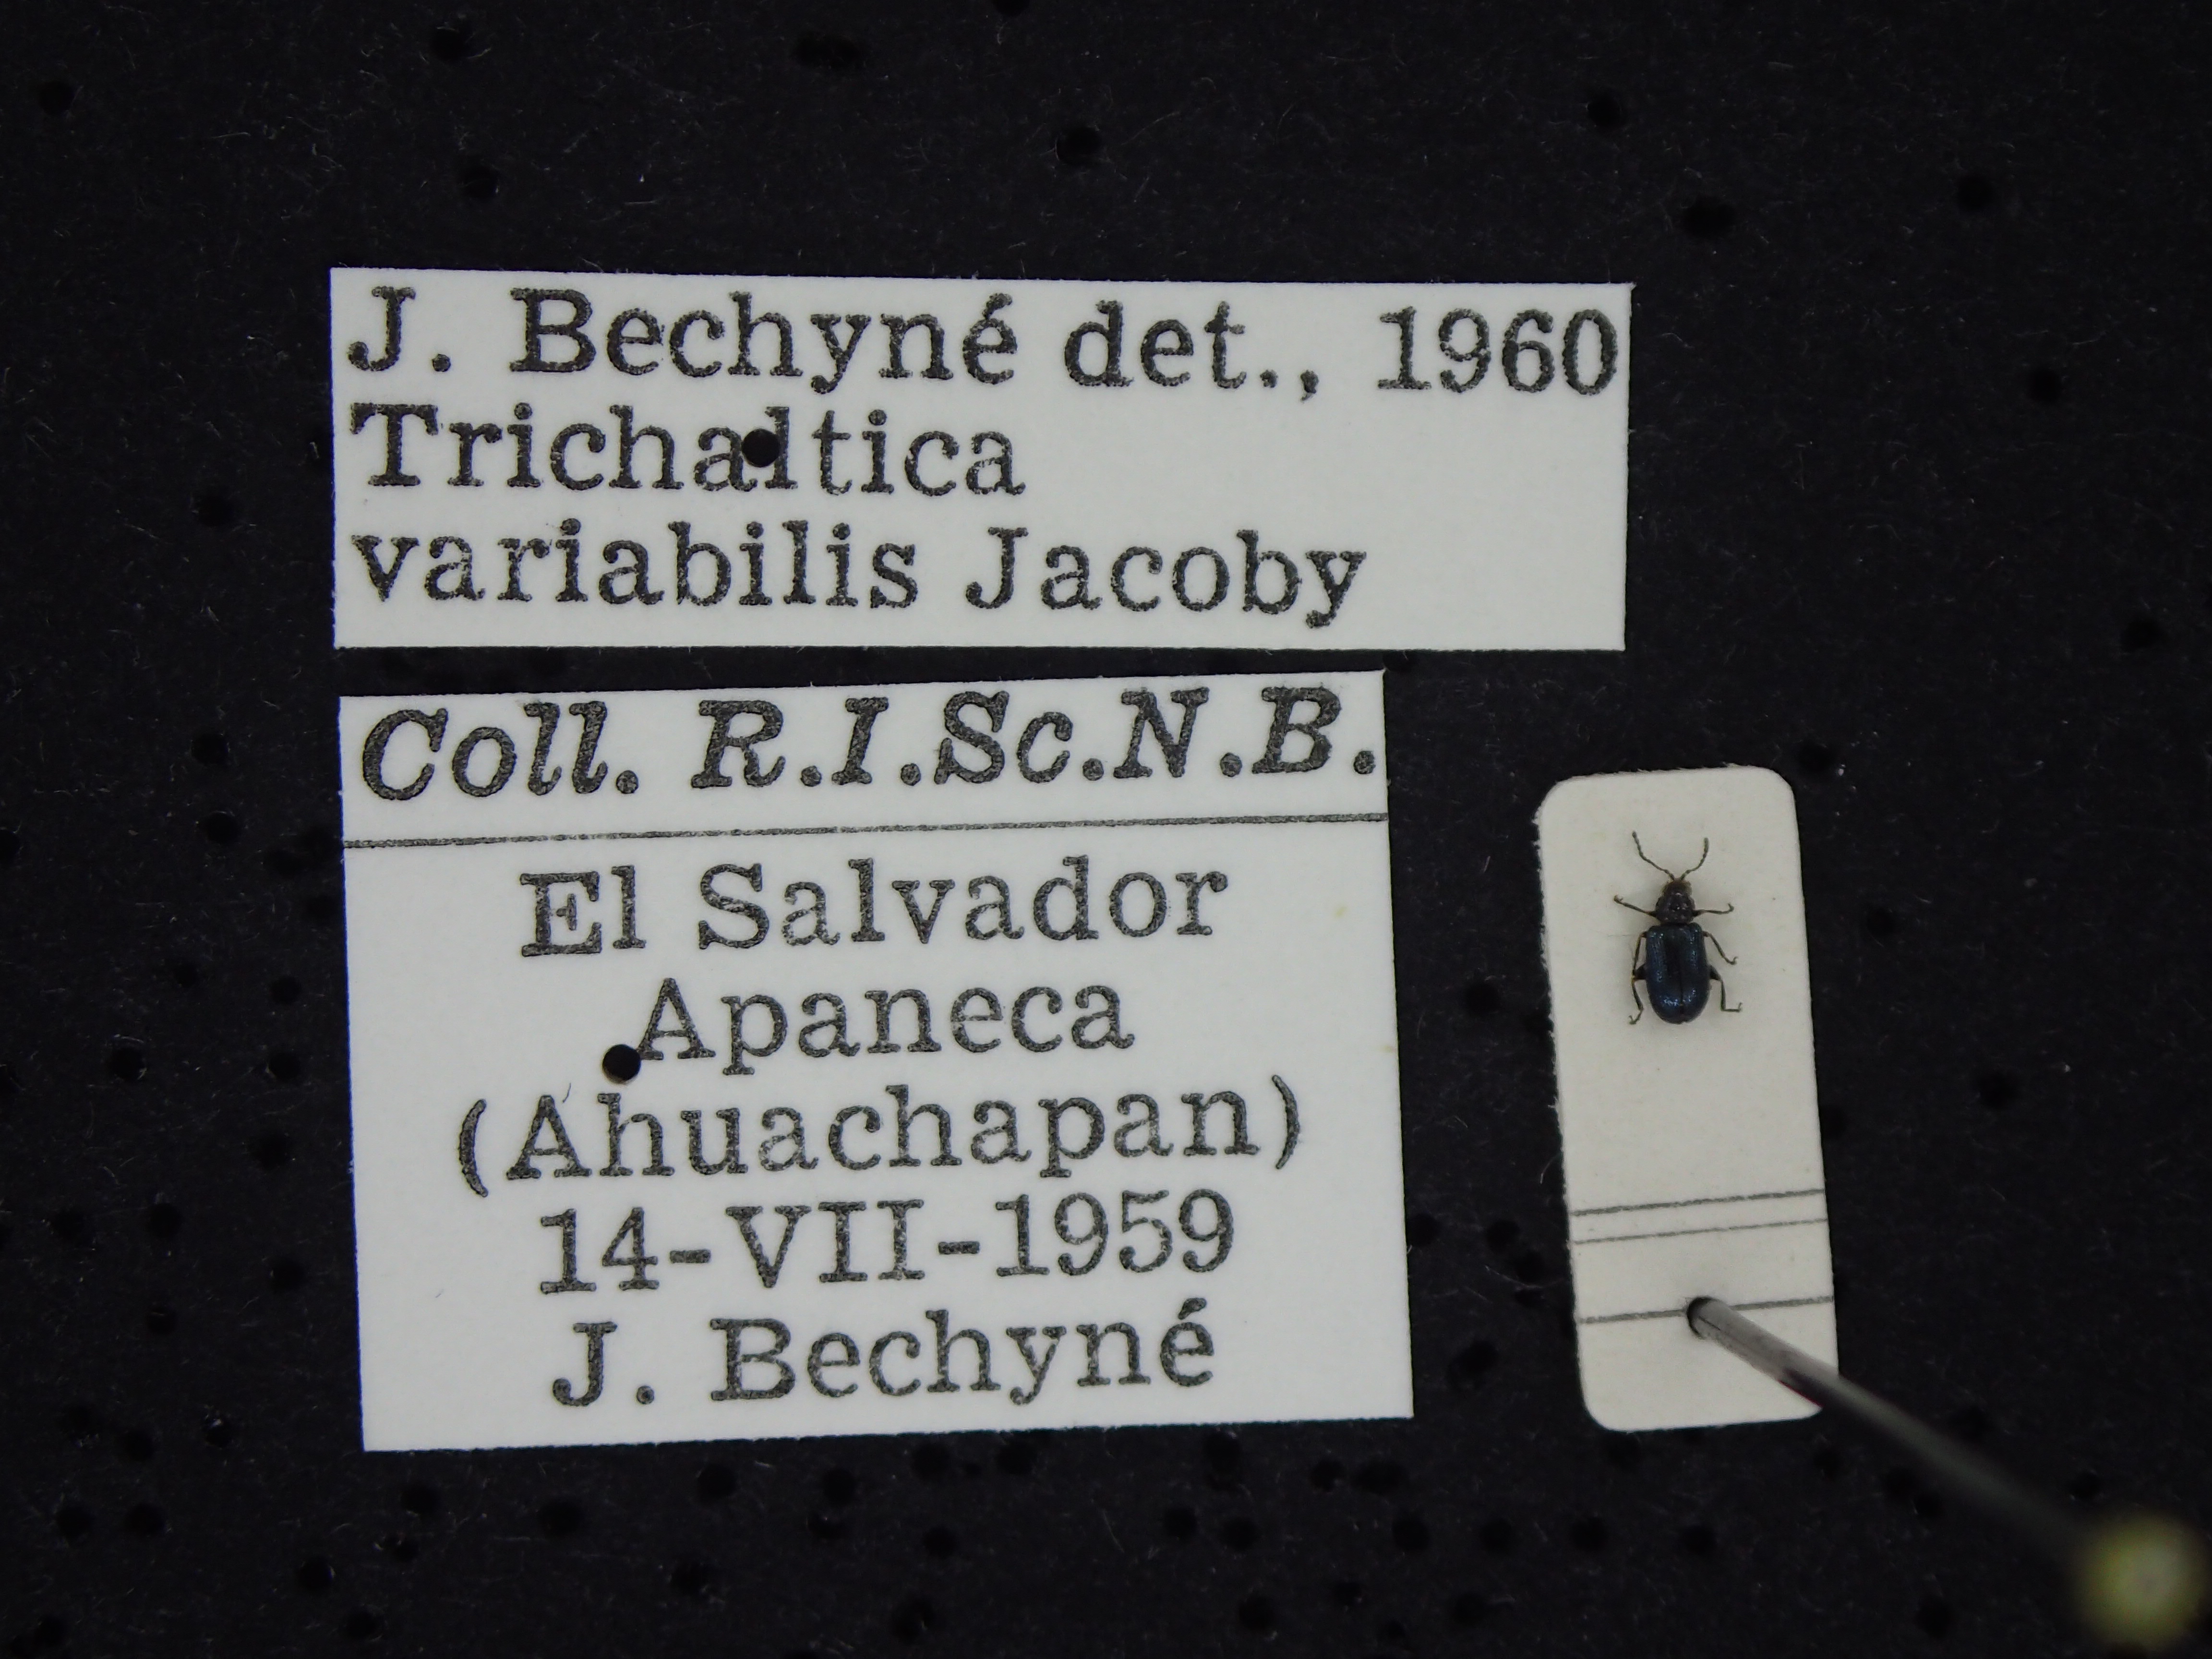 J. Bechyné det., 1960
Trichaltica
variabilis Jacoby
Coll. R.I.Sc.N.B.
El Salvador
Apaneca
(Ahuachapan)
14-VII-1959
J. Bechyné